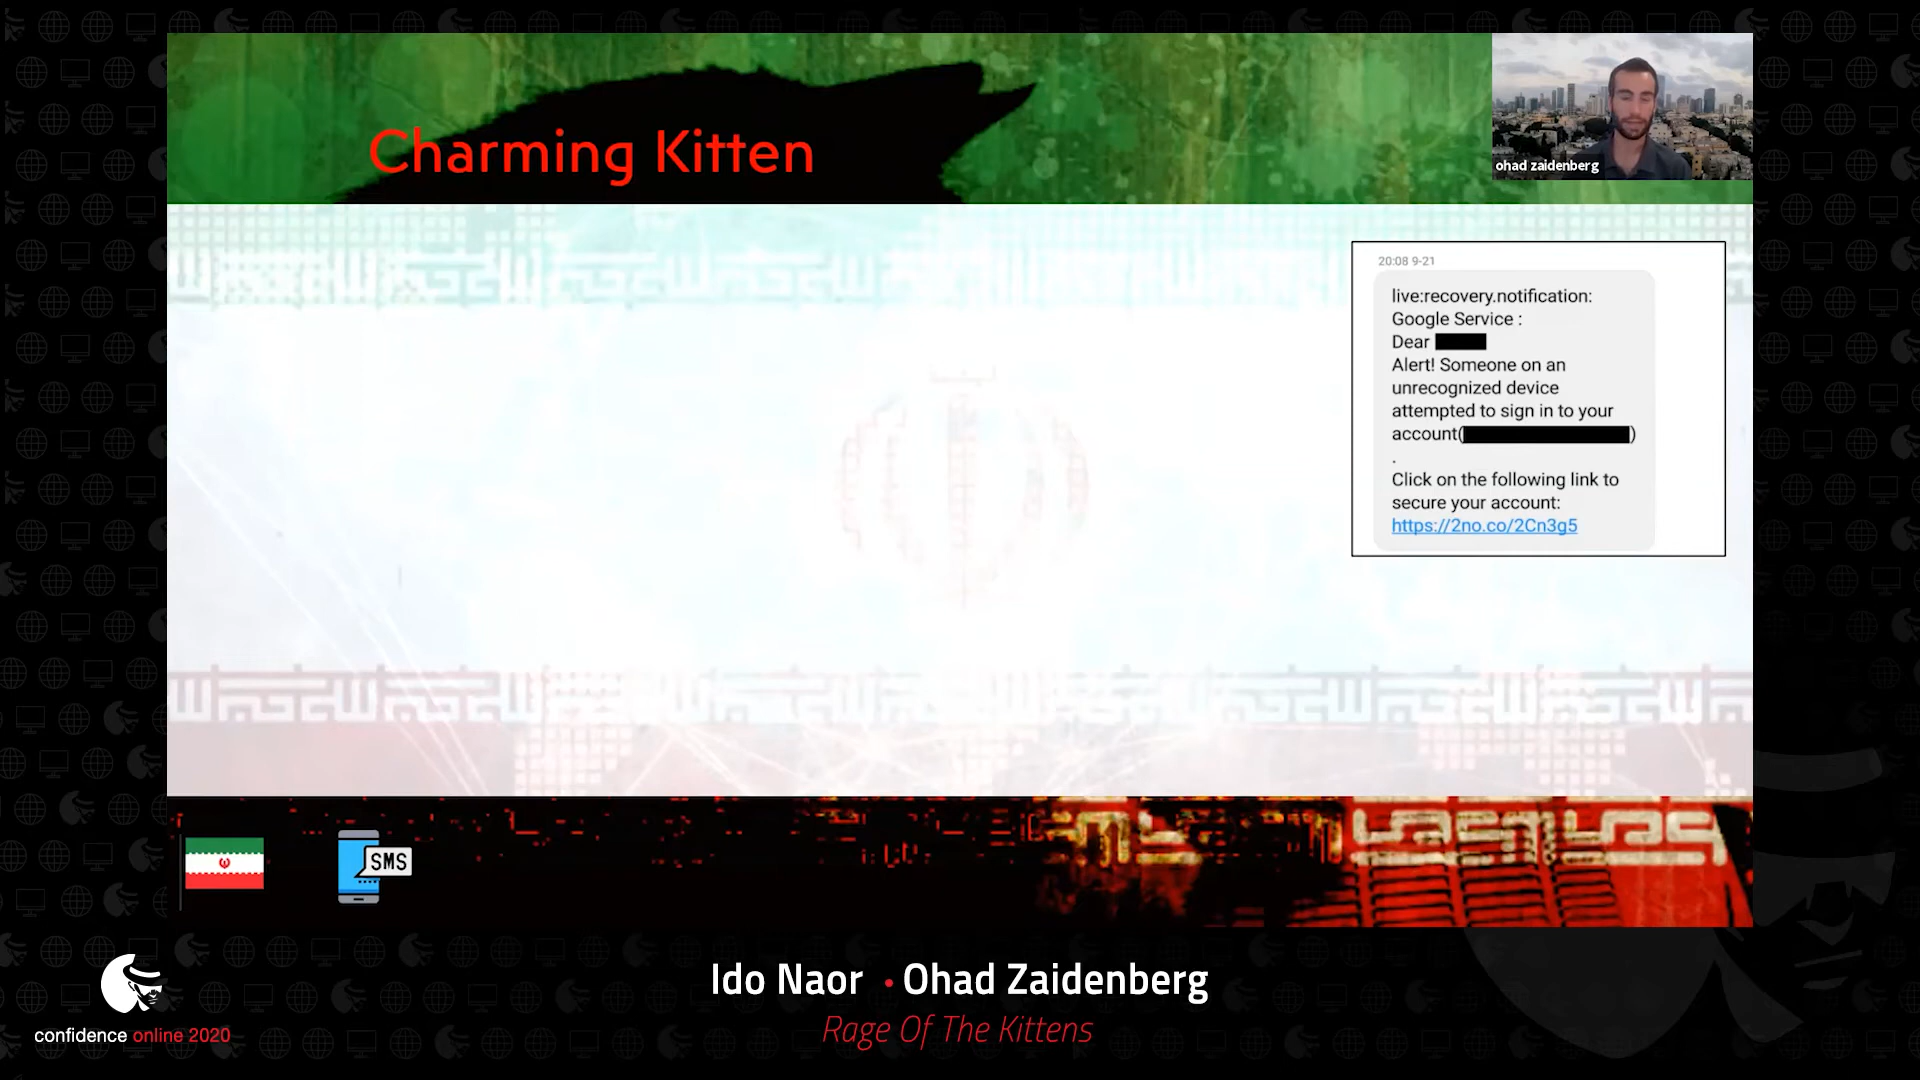 Charming Kitten
ohad zaidenberg
20:08 9-21
live:recovery.notification:
Google Service :
Dear
Alert! Someone on an
unrecognized device
attempted to sign in to your
account( )
.
Click on the following link to
secure your account:
https://2no.co/2Cn3g5
SMS
Ido Naor • Ohad Zaidenberg
Rage Of The Kittens
confidence online 2020